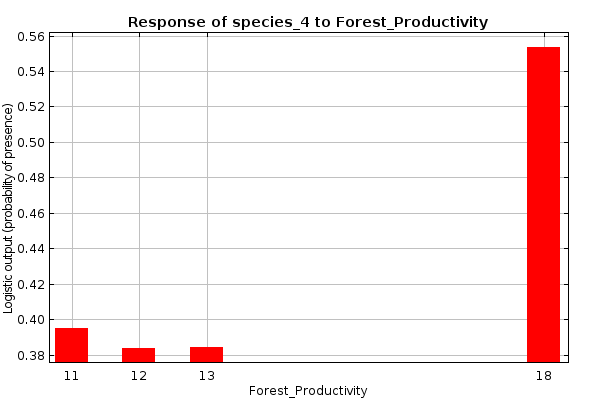 Response of species_4 to Forest_Productivity
Logistic output (probability of presence)
0.56
0.54
0.52
0.50
0.48
0.46
0.44
0.42
0.40
0.38
11 12 13 18
Forest_Productivity